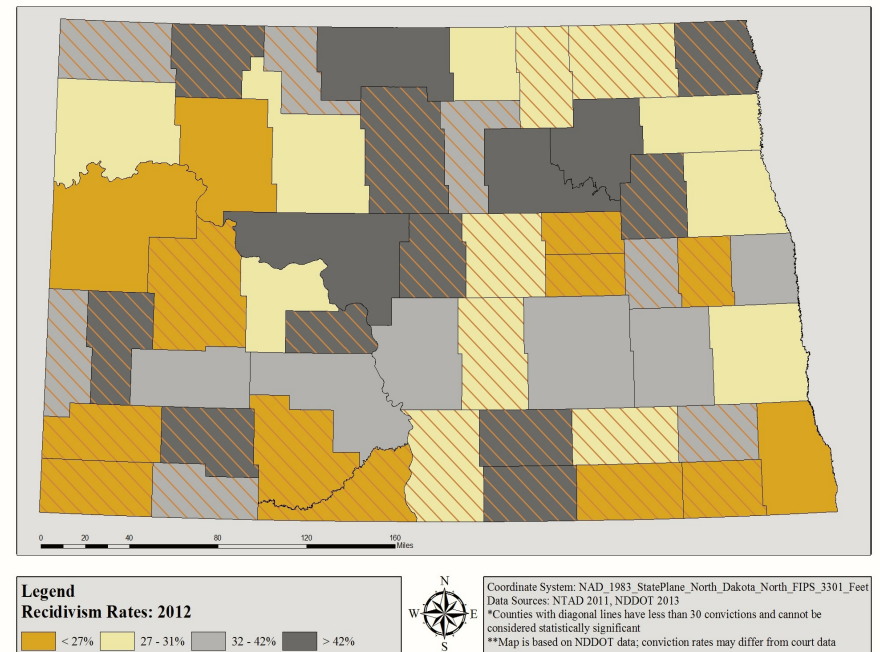 0 20 40 80 120 160
Miles
Legend
Recidivism Rates: 2012
< 27% 27 - 31% 32 - 42% > 42%
N
W E
S
Coordinate System: NAD_1983_StatePlane_North_Dakota_North_FIPS_3301_Feet
Data Sources: NTAD 2011, NDDOT 2013
*Counties with diagonal lines have less than 30 convictions and cannot be
considered statistically significant
**Map is based on NDDOT data; conviction rates may differ from court data